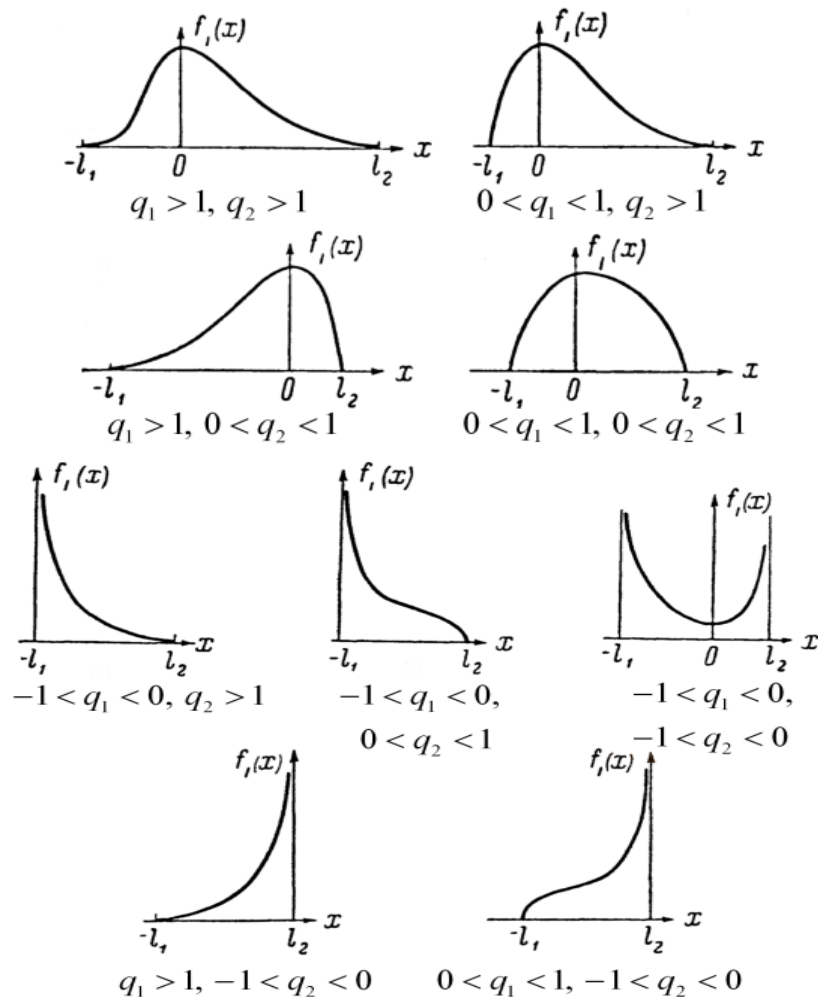 f₁(x) f₁(x)
-l₁ 0 l₂ x -l₁ 0 l₂ x
q₁ > 1, q₂ > 1 0 < q₁ < 1, q₂ > 1
f₁(x) f₁(x)
-l₁ 0 l₂ x -l₁ 0 l₂ x
q₁ > 1, 0 < q₂ < 1 0 < q₁ < 1, 0 < q₂ < 1
f₁(x) f₁(x) f₁(x)
-l₁ l₂ x -l₁ l₂ x -l₁ 0 l₂ x
−1 < q₁ < 0, q₂ > 1 −1 < q₁ < 0, −1 < q₁ < 0,
0 < q₂ < 1 −1 < q₂ < 0
f₁(x) f₁(x)
-l₁ l₂ x -l₁ l₂ x
q₁ > 1, −1 < q₂ < 0 0 < q₁ < 1, −1 < q₂ < 0